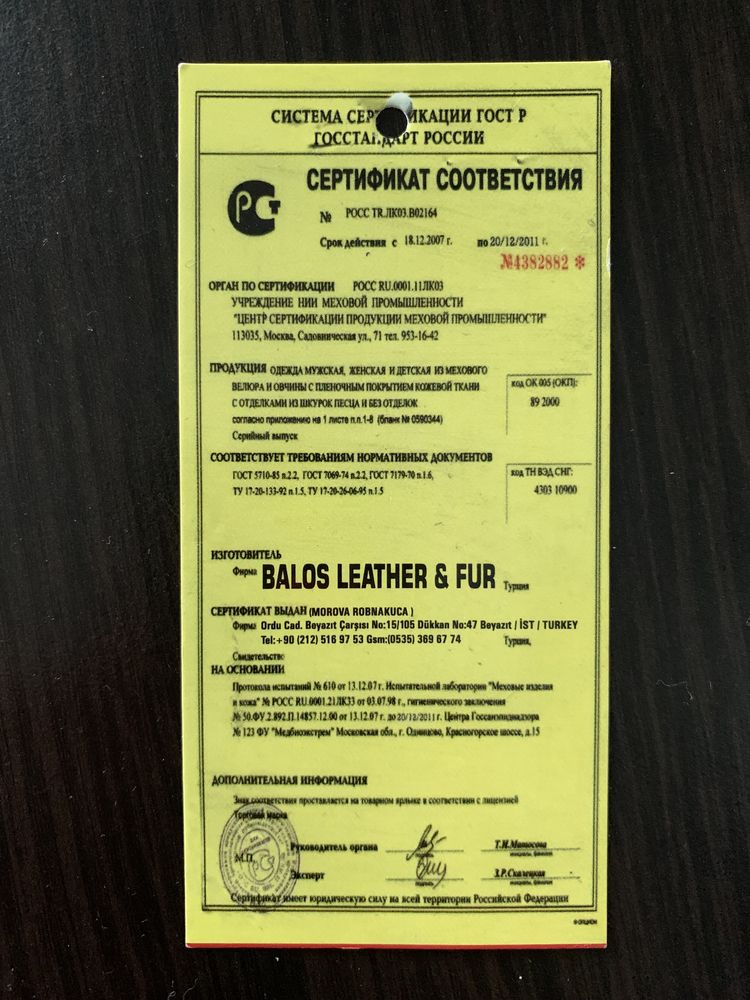 СИСТЕМА СЕР ИКАЦИИ ГОСТ Р
ГОССТА АРТ РОССИИ
РСТ
СЕРТИФИКАТ СООТВЕТСТВИЯ
№ РОСС TR.ЛК03.В02164
Срок действия с 18.12.2007 г. по 20/12/2011 г.
№4382882 *
ОРГАН ПО СЕРТИФИКАЦИИ РОСС RU.0001.11ЛК03
УЧРЕЖДЕНИЕ НИИ МЕХОВОЙ ПРОМЫШЛЕННОСТИ
"ЦЕНТР СЕРТИФИКАЦИИ ПРОДУКЦИИ МЕХОВОЙ ПРОМЫШЛЕННОСТИ"
113035, Москва, Садовническая ул., 71 тел. 953-16-42
ПРОДУКЦИЯ ОДЕЖДА МУЖСКАЯ, ЖЕНСКАЯ И ДЕТСКАЯ ИЗ МЕХОВОГО
ВЕЛЮРА И ОВЧИНЫ С ПЛЕНОЧНЫМ ПОКРЫТИЕМ КОЖЕВОЙ ТКАНИ
С ОТДЕЛКАМИ ИЗ ШКУРОК ПЕСЦА И БЕЗ ОТДЕЛОК
согласно приложению на 1 листе п.п.1-8 (бланк № 0590344)
Серийный выпуск
код ОК 005 (ОКП):
89 2000
СООТВЕТСТВУЕТ ТРЕБОВАНИЯМ НОРМАТИВНЫХ ДОКУМЕНТОВ
ГОСТ 5710-85 п.2.2, ГОСТ 7069-74 п.2.2, ГОСТ 7179-70 п.1.6,
ТУ 17-20-133-92 п.1.5, ТУ 17-20-26-06-95 п.1.5
код ТН ВЭД СНГ:
4303 10900
ИЗГОТОВИТЕЛЬ
Фирма BALOS LEATHER & FUR Турция
СЕРТИФИКАТ ВЫДАН (MOROVA ROBNAKUCA )
Фирма Ordu Cad. Beyazıt Çarşısı No:15/105 Dükkan No:47 Beyazıt / İST / TURKEY
Tel:+90 (212) 516 97 53 Gsm:(0535) 369 67 74 Турция,
Свидетельство
НА ОСНОВАНИИ
Протокола испытаний № 610 от 13.12.07 г. Испытательной лаборатории "Меховые изделия
и кожа" № РОСС RU.0001.21ЛК33 от 03.07.98 г., гигиенического заключения
№ 50.ФУ.2.892.П.14857.12.00 от 13.12.07 г. до 20/12/2011 г. Центра Госсанэпиднадзора
№ 123 ФУ "Медбиоэкстрем" Московская обл., г. Одинцово, Красногорское шоссе, д.15
ДОПОЛНИТЕЛЬНАЯ ИНФОРМАЦИЯ
Знак соответствия проставляется на товарном ярлыке в соответствии с лицензией
Торговая марка
М.П.
Руководитель органа подпись Т.И.Матосова инициалы, фамилия
Эксперт подпись З.Р.Скалецкая инициалы, фамилия
Сертификат имеет юридическую силу на всей территории Российской Федерации